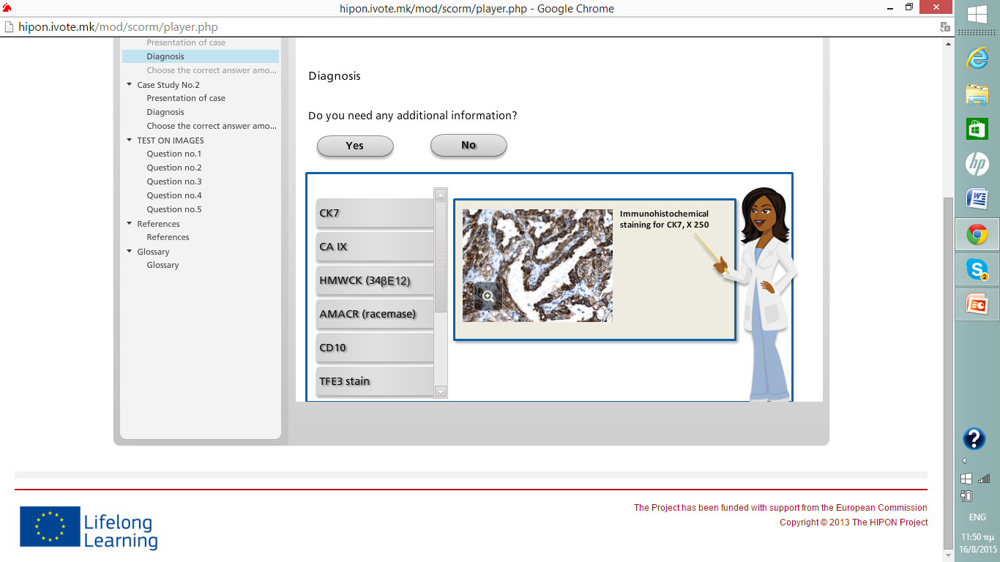 hipon.ivote.mk/mod/scorm/player.php - Google Chrome
hipon.ivote.mk/mod/scorm/player.php
Presentation of case
Diagnosis
Choose the correct answer amo...
Case Study No.2
Presentation of case
Diagnosis
Choose the correct answer amo...
TEST ON IMAGES
Question no.1
Question no.2
Question no.3
Question no.4
Question no.5
References
References
Glossary
Glossary
Diagnosis
Do you need any additional information?
Yes
No
CK7
CA IX
HMWCK (34βE12)
AMACR (racemase)
CD10
TFE3 stain
Immunohistochemical
staining for CK7, X 250
Lifelong
Learning
The Project has been funded with support from the European Commission
Copyright © 2013 The HIPON Project
hp
2
?
ENG
11:50 πμ
16/8/2015